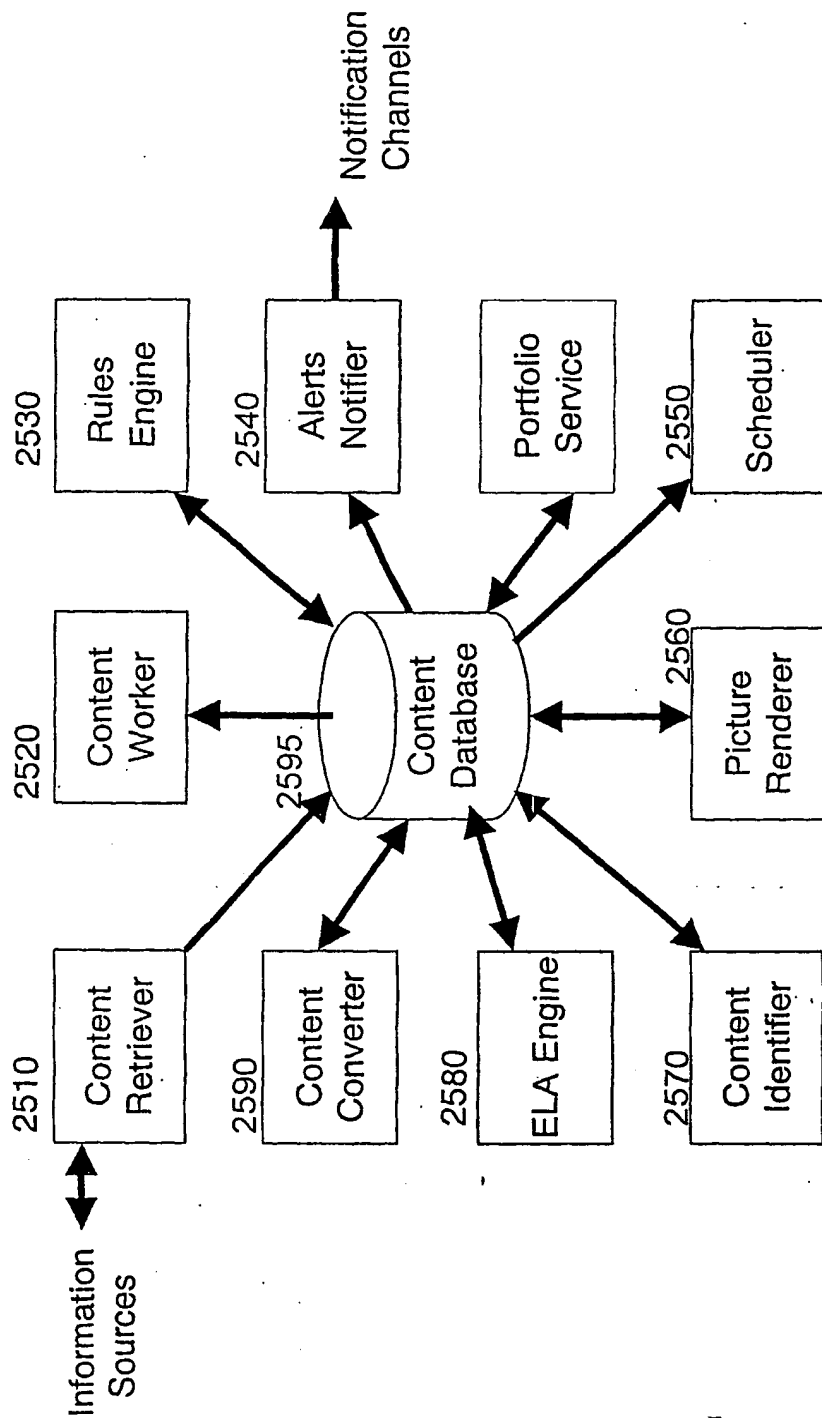 Information
Sources
2510
Content
Retriever
2520
Content
Worker
2530
Rules
Engine
2590
Content
Converter
2595
Content
Database
2540
Alerts
Notifier
Notification
Channels
2580
ELA Engine
Portfolio
Service
2570
Content
Identifier
2560
Picture
Renderer
2550
Scheduler